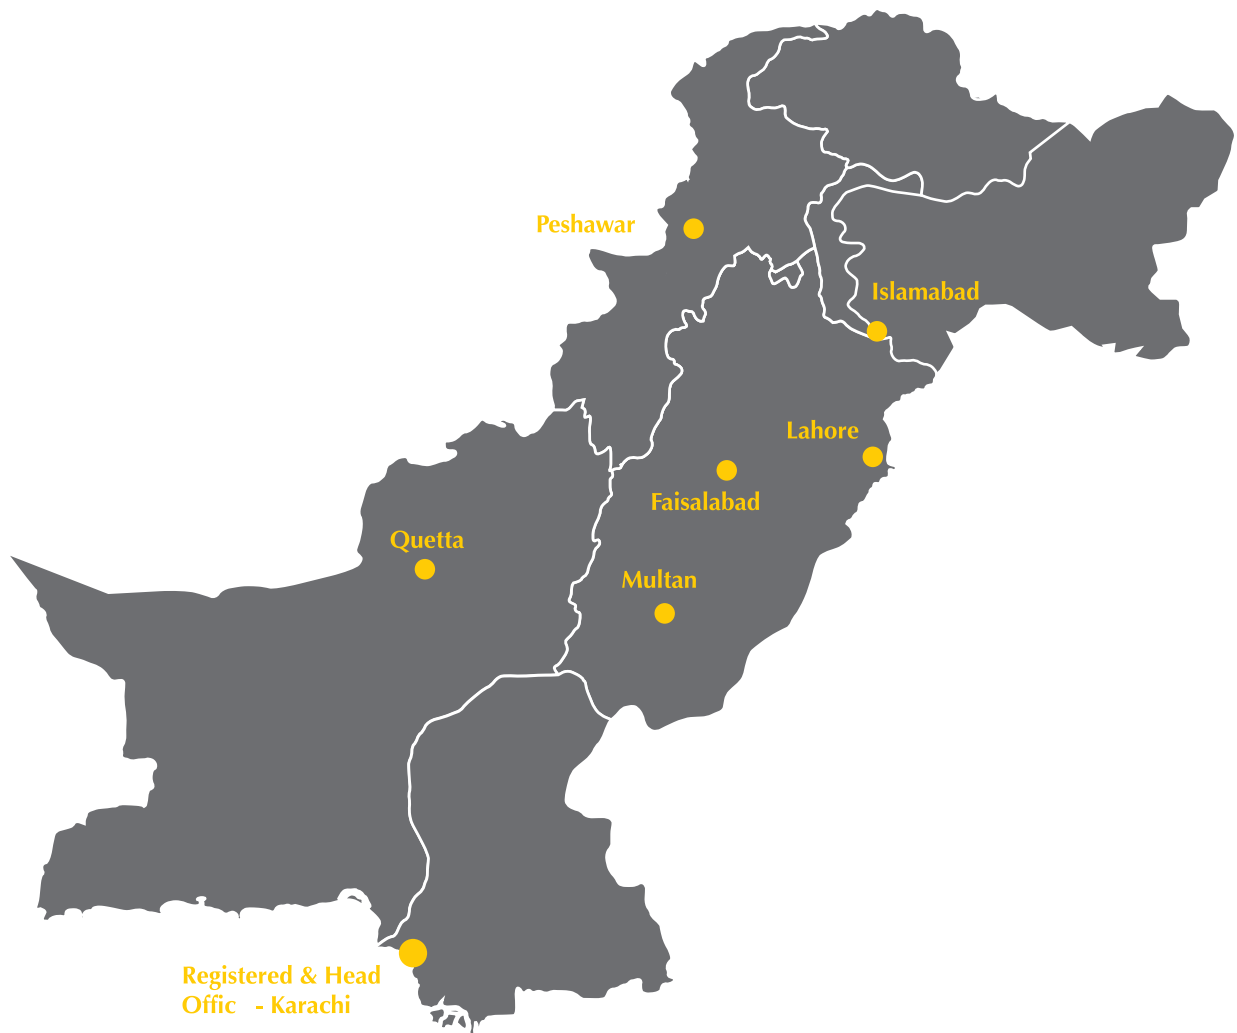 Peshawar
Islamabad
Lahore
Faisalabad
Quetta
Multan
Registered & Head
Offic - Karachi